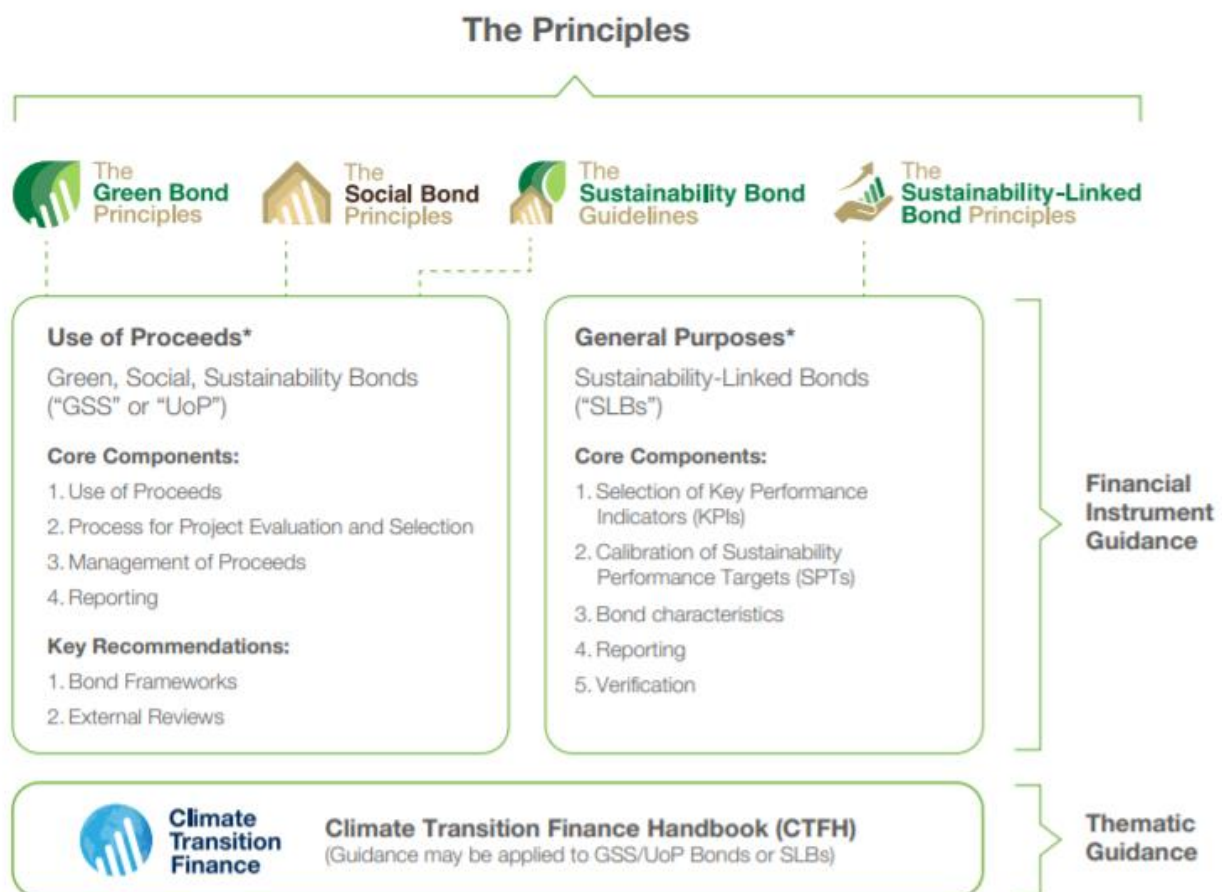 The Principles
The
Green Bond
Principles
The
Social Bond
Principles
The
Sustainability Bond
Guidelines
The
Sustainability-Linked
Bond Principles
Use of Proceeds*
Green, Social, Sustainability Bonds
(“GSS” or “UoP”)
Core Components:
1. Use of Proceeds
2. Process for Project Evaluation and Selection
3. Management of Proceeds
4. Reporting
Key Recommendations:
1. Bond Frameworks
2. External Reviews
General Purposes*
Sustainability-Linked Bonds
(“SLBs”)
Core Components:
1. Selection of Key Performance
Indicators (KPIs)
2. Calibration of Sustainability
Performance Targets (SPTs)
3. Bond characteristics
4. Reporting
5. Verification
Financial
Instrument
Guidance
Climate
Transition
Finance
Climate Transition Finance Handbook (CTFH)
(Guidance may be applied to GSS/UoP Bonds or SLBs)
Thematic
Guidance